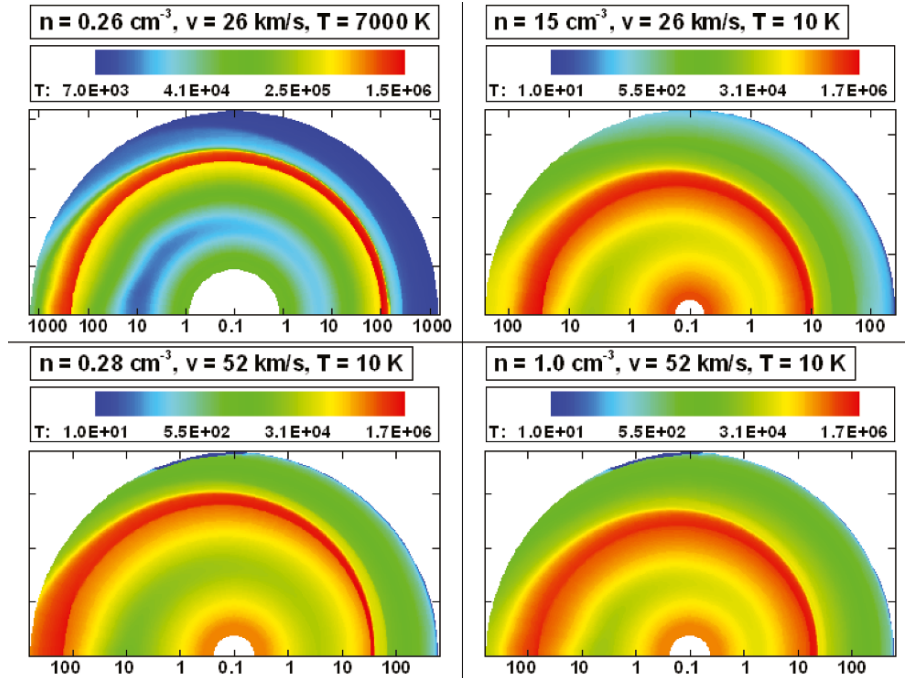 n = 0.26 cm⁻³, v = 26 km/s, T = 7000 K
T: 7.0E+03 4.1E+04 2.5E+05 1.5E+06
1000 100 10 1 0.1 1 10 100 1000
n = 15 cm⁻³, v = 26 km/s, T = 10 K
T: 1.0E+01 5.5E+02 3.1E+04 1.7E+06
100 10 1 0.1 1 10 100
n = 0.28 cm⁻³, v = 52 km/s, T = 10 K
T: 1.0E+01 5.5E+02 3.1E+04 1.7E+06
100 10 1 0.1 1 10 100
n = 1.0 cm⁻³, v = 52 km/s, T = 10 K
T: 1.0E+01 5.5E+02 3.1E+04 1.7E+06
100 10 1 0.1 1 10 100